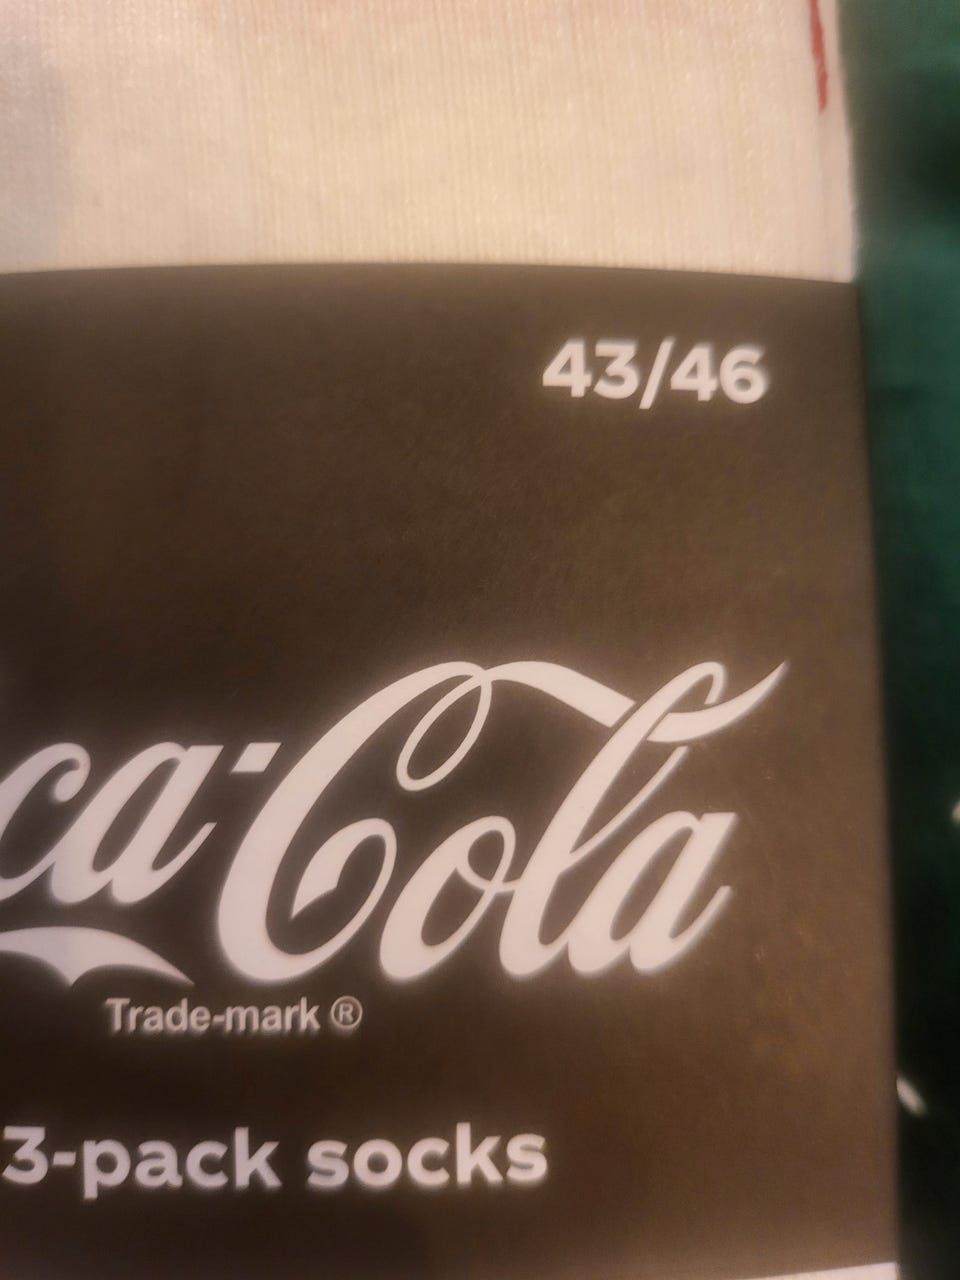 43/46
ca-Cola
Trade-mark ®
3-pack socks